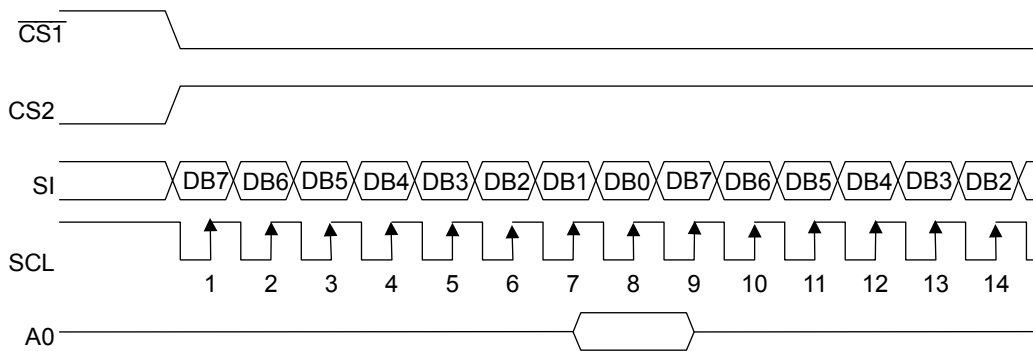 CS1
CS2
SI DB7 DB6 DB5 DB4 DB3 DB2 DB1 DB0 DB7 DB6 DB5 DB4 DB3 DB2
SCL
1 2 3 4 5 6 7 8 9 10 11 12 13 14
A0